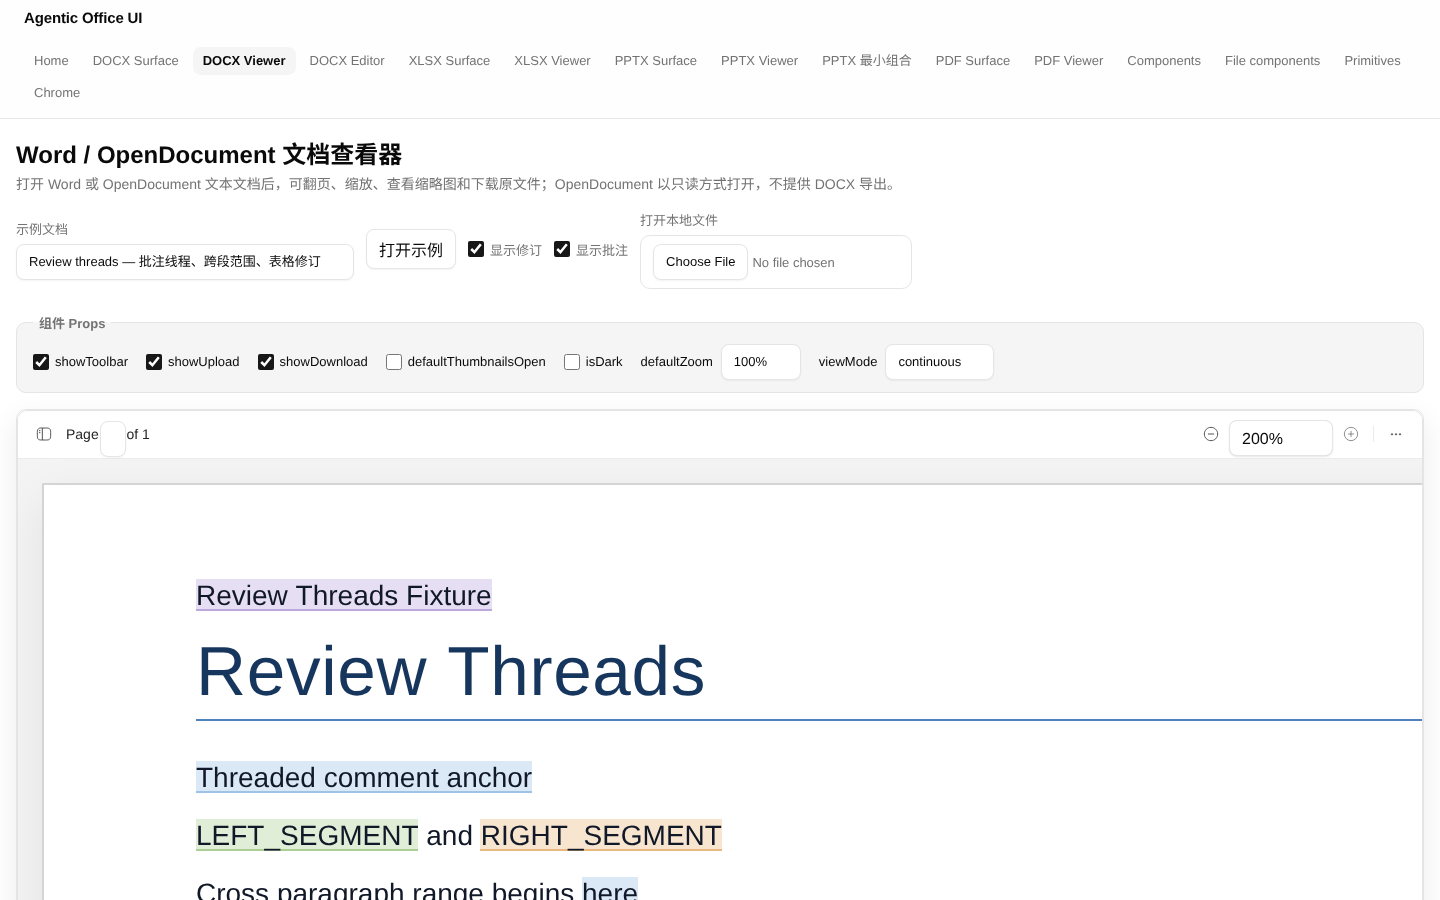 Agentic Office UI
Home DOCX Surface DOCX Viewer DOCX Editor XLSX Surface XLSX Viewer PPTX Surface PPTX Viewer PPTX 最小组合 PDF Surface PDF Viewer Components File components Primitives
Chrome
Word / OpenDocument 文档查看器
打开 Word 或 OpenDocument 文本文档后，可翻页、缩放、查看缩略图和下载原文件；OpenDocument 以只读方式打开，不提供 DOCX 导出。
示例文档
Review threads — 批注线程、跨段范围、表格修订
打开示例
显示修订
显示批注
打开本地文件
Choose File No file chosen
组件 Props
showToolbar showUpload showDownload defaultThumbnailsOpen isDark defaultZoom 100% viewMode continuous
Page of 1
200%
Review Threads Fixture
Review Threads
Threaded comment anchor
LEFT_SEGMENT and RIGHT_SEGMENT
Cross paragraph range begins here